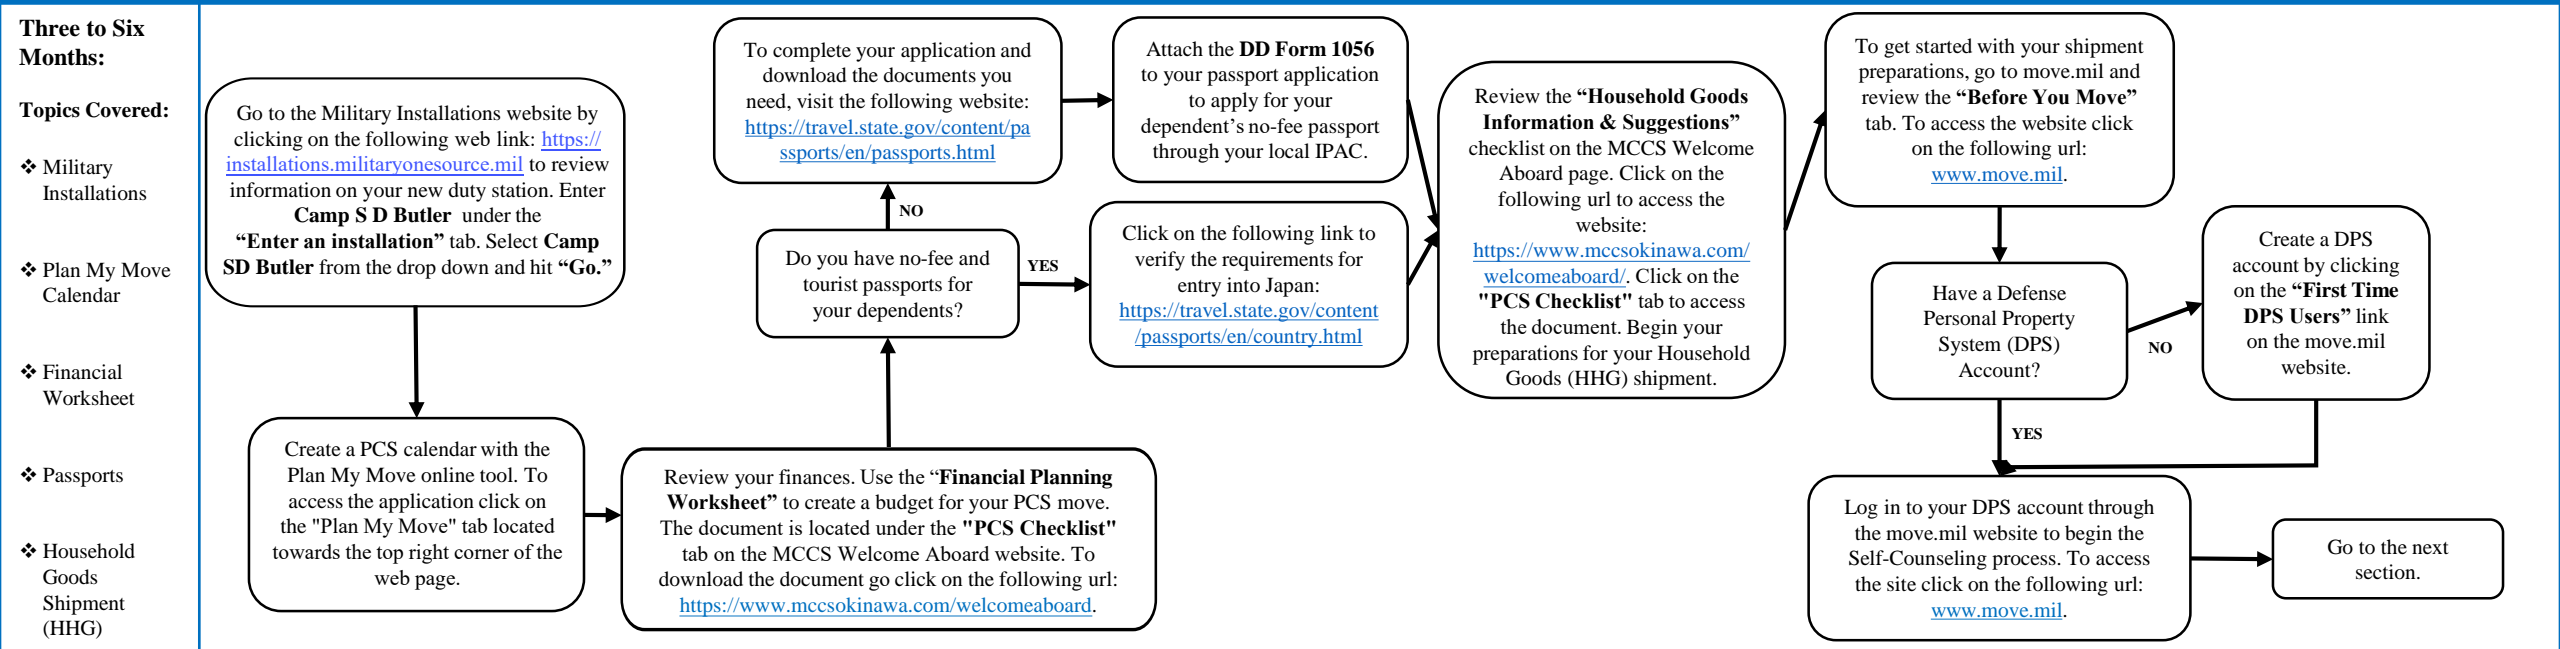 Three to Six
Months:
Topics Covered:
❖ Military
Installations
❖ Plan My Move
Calendar
❖ Financial
Worksheet
❖ Passports
❖ Household
Goods
Shipment
(HHG)
Go to the Military Installations website by
clicking on the following web link: https://
installations.militaryonesource.mil to review
information on your new duty station. Enter
Camp S D Butler under the
“Enter an installation” tab. Select Camp
SD Butler from the drop down and hit “Go.”
Create a PCS calendar with the
Plan My Move online tool. To
access the application click on
the "Plan My Move" tab located
towards the top right corner of the
web page.
Review your finances. Use the “Financial Planning
Worksheet” to create a budget for your PCS move.
The document is located under the "PCS Checklist"
tab on the MCCS Welcome Aboard website. To
download the document go click on the following url:
https://www.mccsokinawa.com/welcomeaboard.
Do you have no-fee and
tourist passports for
your dependents?
NO
YES
To complete your application and
download the documents you
need, visit the following website:
https://travel.state.gov/content/pa
ssports/en/passports.html
Attach the DD Form 1056
to your passport application
to apply for your
dependent’s no-fee passport
through your local IPAC.
Click on the following link to
verify the requirements for
entry into Japan:
https://travel.state.gov/content
/passports/en/country.html
Review the “Household Goods
Information & Suggestions”
checklist on the MCCS Welcome
Aboard page. Click on the
following url to access the
website:
https://www.mccsokinawa.com/
welcomeaboard/. Click on the
"PCS Checklist" tab to access
the document. Begin your
preparations for your Household
Goods (HHG) shipment.
To get started with your shipment
preparations, go to move.mil and
review the “Before You Move”
tab. To access the website click
on the following url:
www.move.mil.
Have a Defense
Personal Property
System (DPS)
Account?
NO
YES
Create a DPS
account by clicking
on the “First Time
DPS Users” link
on the move.mil
website.
Log in to your DPS account through
the move.mil website to begin the
Self-Counseling process. To access
the site click on the following url:
www.move.mil.
Go to the next
section.